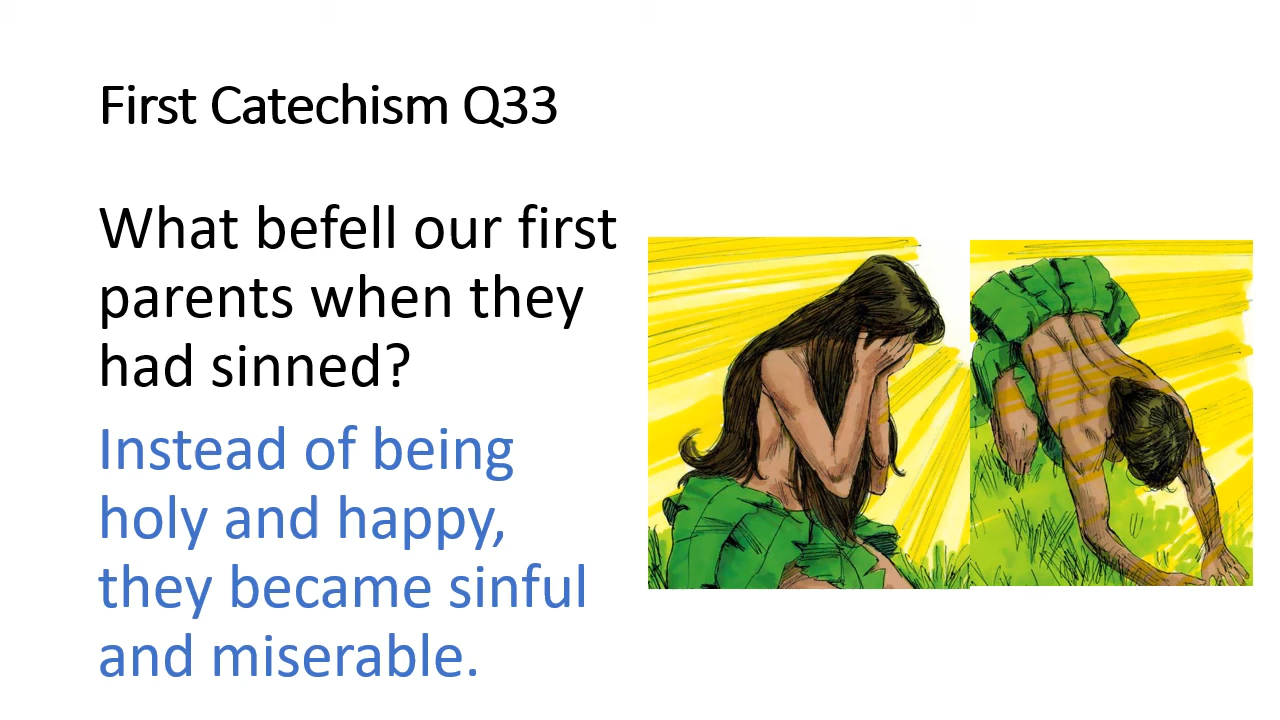 First Catechism Q33
What befell our first
parents when they
had sinned?
Instead of being
holy and happy,
they became sinful
and miserable.